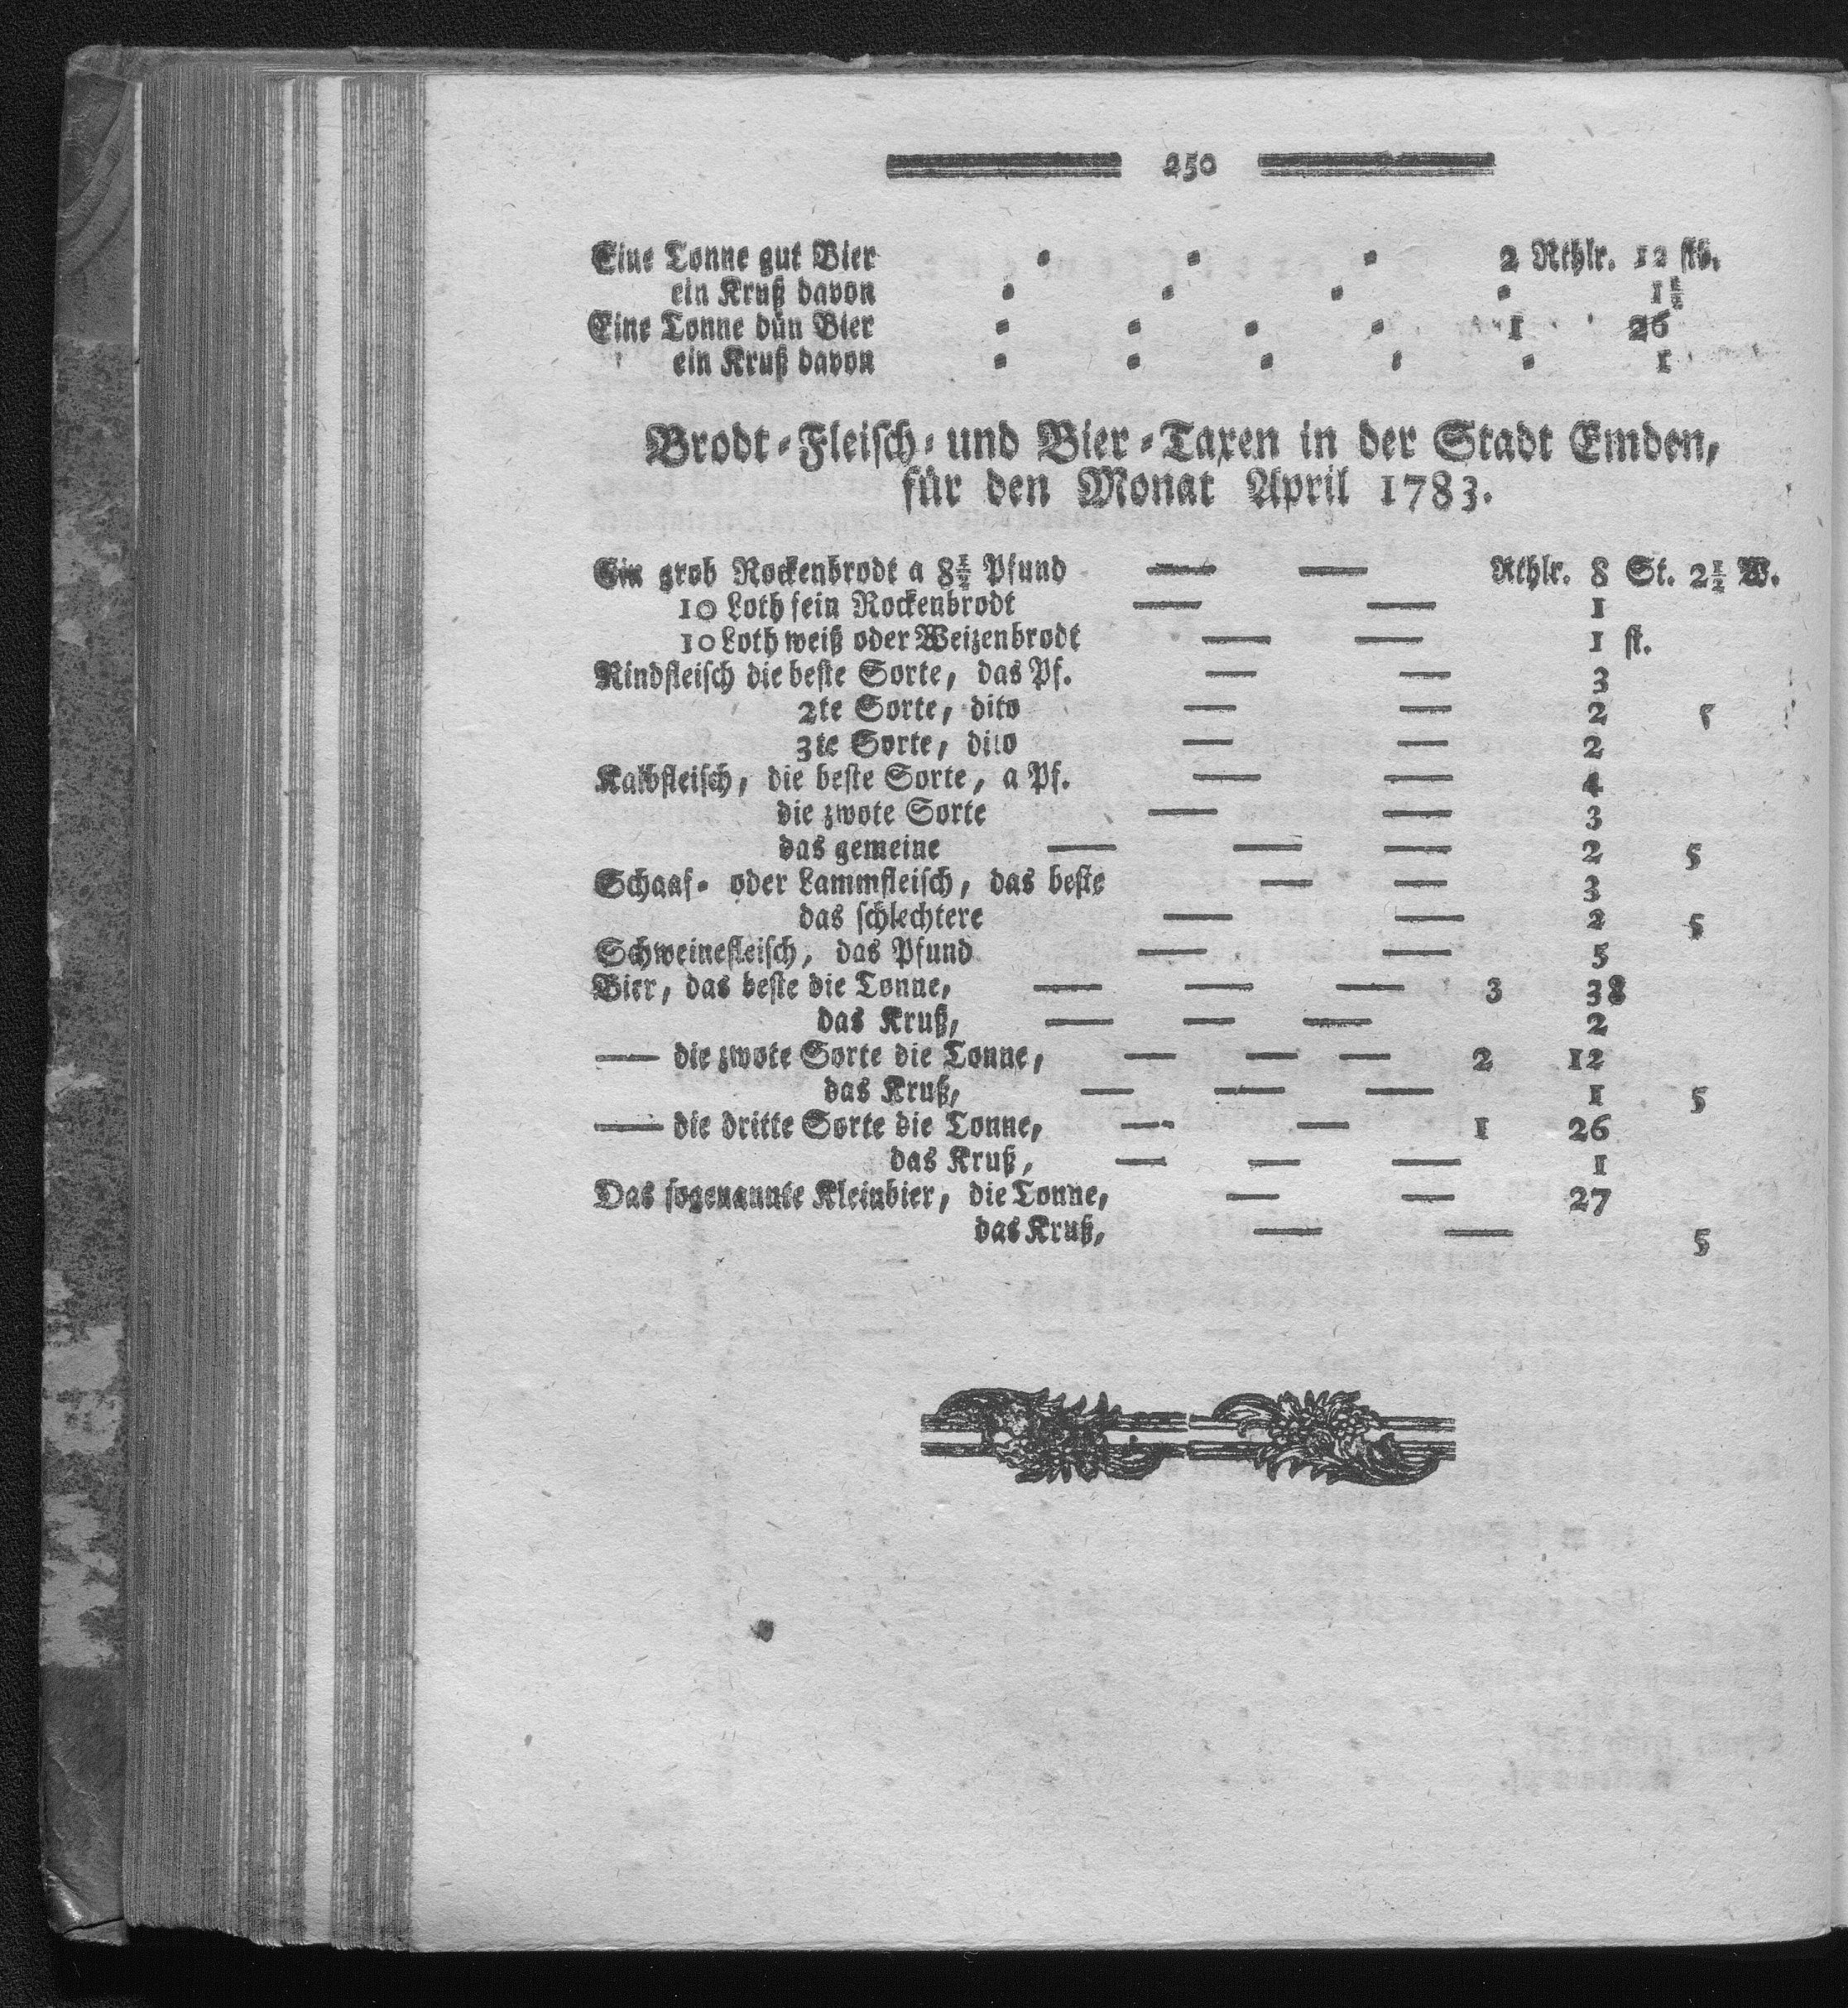 250
Eine Tonne gut Bier 2 Rthlr. 12 stb.
ein Kruß davon 1½
Eine Tonne dün Bier 1 26
ein Kruß davon 1
Brodt-Fleisch- und Bier-Taxen in der Stadt Emden,
für den Monat April 1783.
Ein grob Rockenbrodt a 8½ Pfund — — Rthlr. 8 St. 2½ W.
10 Loth fein Rockenbrodt — — 1
10 Loth weiß oder Weizenbrodt — — 1 st.
Rindfleisch die beste Sorte, das Pf. — — 3
2te Sorte, dito — — 2 5
3te Sorte, dito — — 2
Kalbfleisch, die beste Sorte, a Pf. — — 4
die zwote Sorte — — 3
das gemeine — — — 2 5
Schaaf- oder Lammfleisch, das beste — — 3
das schlechtere — — 2 5
Schweinefleisch, das Pfund — — 5
Bier, das beste die Tonne, — — — 3 38
das Kruß, — — — 2
— die zwote Sorte die Tonne, — — — 2 12
das Kruß, — — — 1 5
— die dritte Sorte die Tonne, — — 1 26
das Kruß, — — — 1
Das sogenannte Kleinbier, die Tonne, — — 27
das Kruß, — — 5